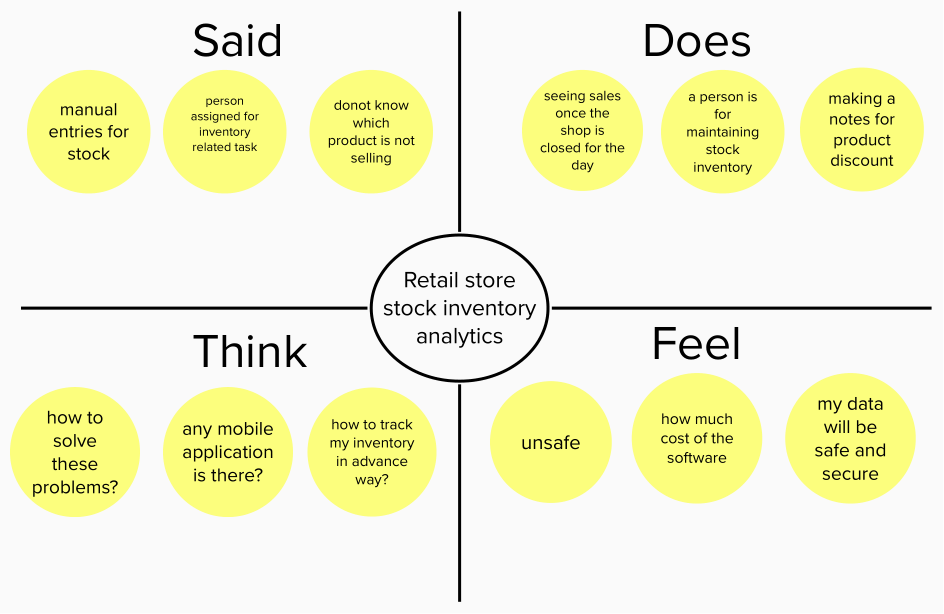 Said
manual
entries for
stock
person
assigned for
inventory
related task
donot know
which
product is not
selling
Does
seeing sales
once the
shop is
closed for the
day
a person is
for
maintaining
stock
inventory
making a
notes for
product
discount
Retail store
stock inventory
analytics
Think
how to
solve
these
problems?
any mobile
application
is there?
how to track
my inventory
in advance
way?
Feel
unsafe
how much
cost of the
software
my data
will be
safe and
secure